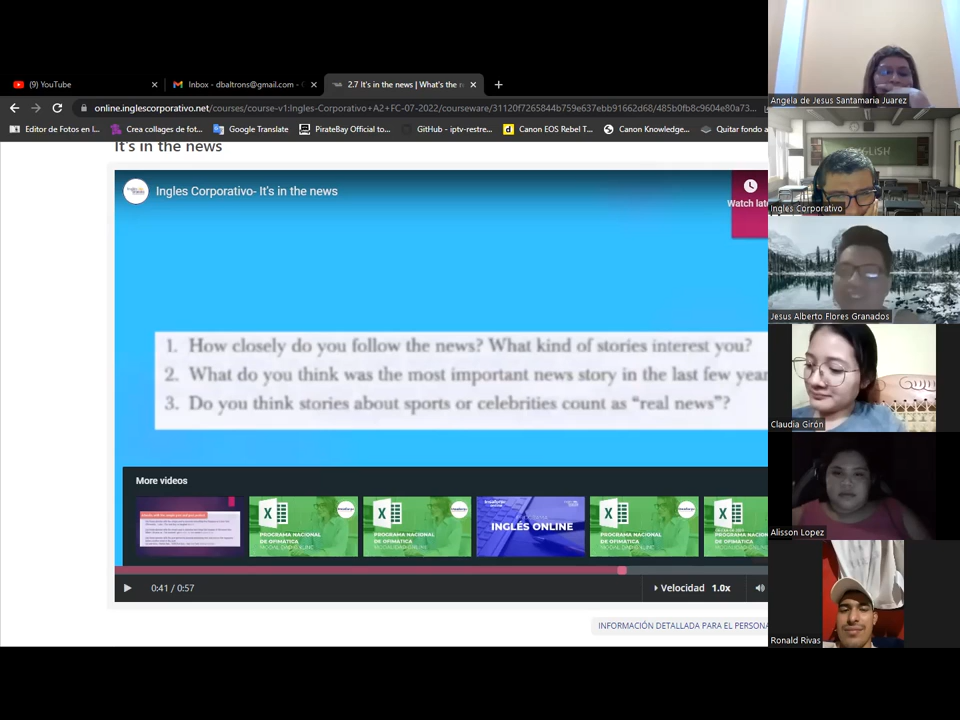 (9) YouTube
Inbox - dbaltrons@gmail.com -
2.7 It's in the news | What's the n
online.inglescorporativo.net/courses/course-v1:Ingles-Corporativo+A2+FC-07-2022/courseware/31120f7265844b759e637ebb91662d68/485b0fb8c9604e80a73...
Editor de Fotos en l...
Crea collages de fot...
Google Translate
PirateBay Official to...
GitHub - iptv-restre...
Canon EOS Rebel T...
Canon Knowledge...
Quitar fondo a
It's in the news
Ingles Corporativo- It's in the news
Watch late
1. How closely do you follow the news? What kind of stories interest you?
2. What do you think was the most important news story in the last few year
3. Do you think stories about sports or celebrities count as “real news”?
More videos
PROGRAMA NACIONAL
DE OFIMÁTICA
PROGRAMA NACIONAL
DE OFIMÁTICA
INGLÉS ONLINE
PROGRAMA NACIONAL
DE OFIMÁTICA
PROGRAMA NACIONAL
DE OFIMÁTICA
0:41 / 0:57
Velocidad 1.0x
INFORMACIÓN DETALLADA PARA EL PERSONA
Angela de Jesus Santamaria Juarez
ENGLISH
Ingles Corporativo
Jesus Alberto Flores Granados
Claudia Girón
Alisson Lopez
Ronald Rivas